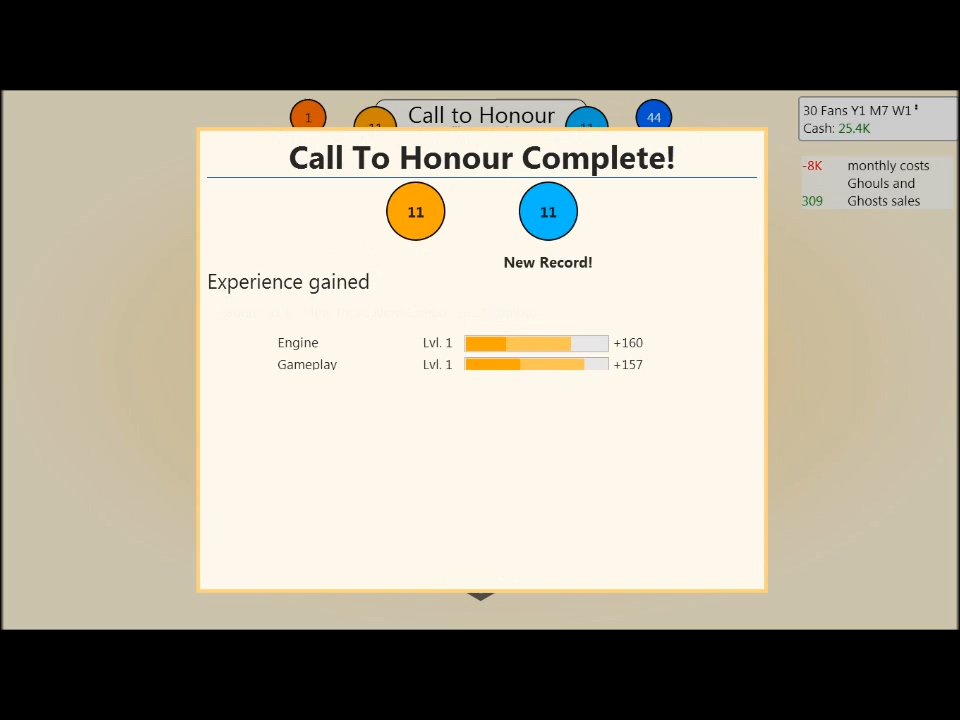 1
11
Call to Honour
11
44
30 Fans Y1 M7 W1
Cash: 25.4K
-8K monthly costs
Ghouls and
309 Ghosts sales
Call To Honour Complete!
11
11
New Record!
Experience gained
Engine Lvl. 1 +160
Gameplay Lvl. 1 +157